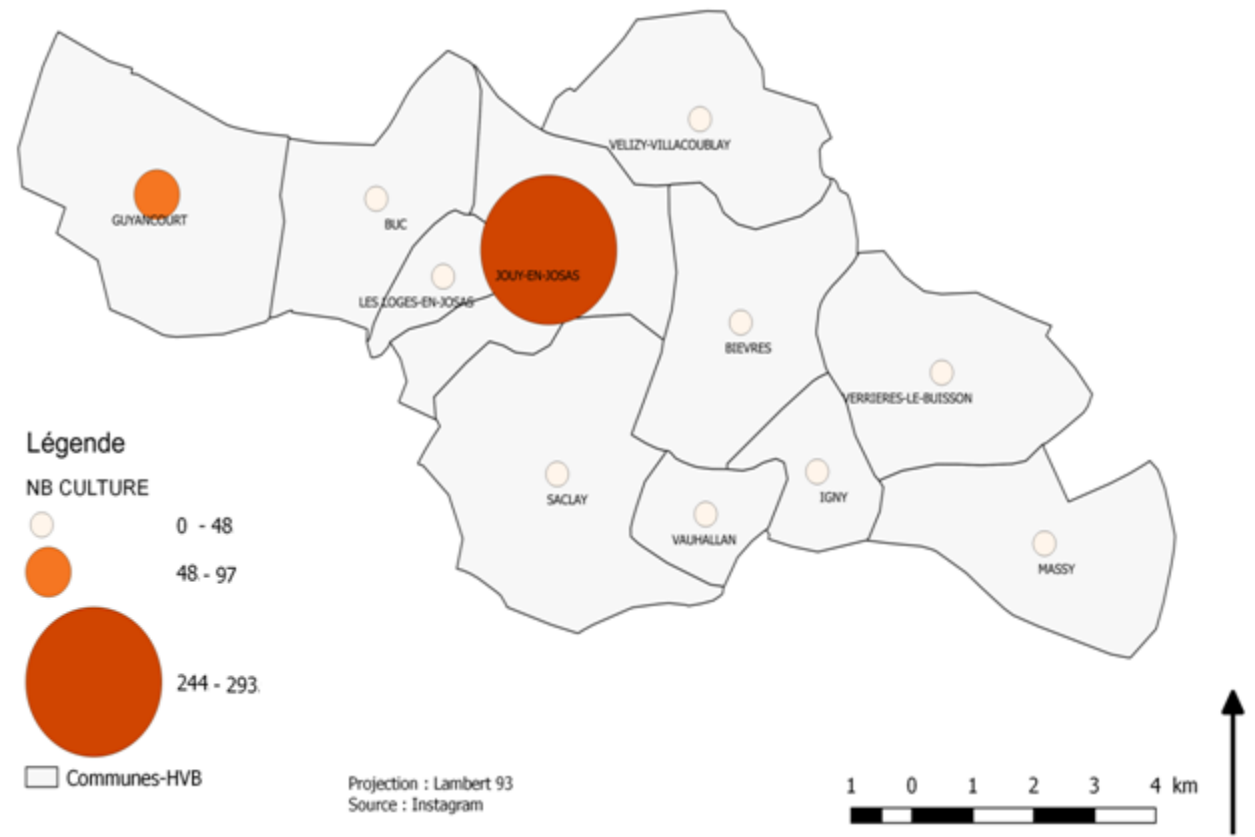 VELIZY-VILLACOUBLAY
GUYANCOURT
BUC
JOUY-EN-JOSAS
LES LOGES-EN-JOSAS
BIEVRES
VERRIERES-LE-BUISSON
SACLAY
IGNY
VAUHALLAN
MASSY
Légende
NB CULTURE
0 - 48
48 - 97
244 - 293
Communes-HVB
Projection : Lambert 93
Source : Instagram
1 0 1 2 3 4 km